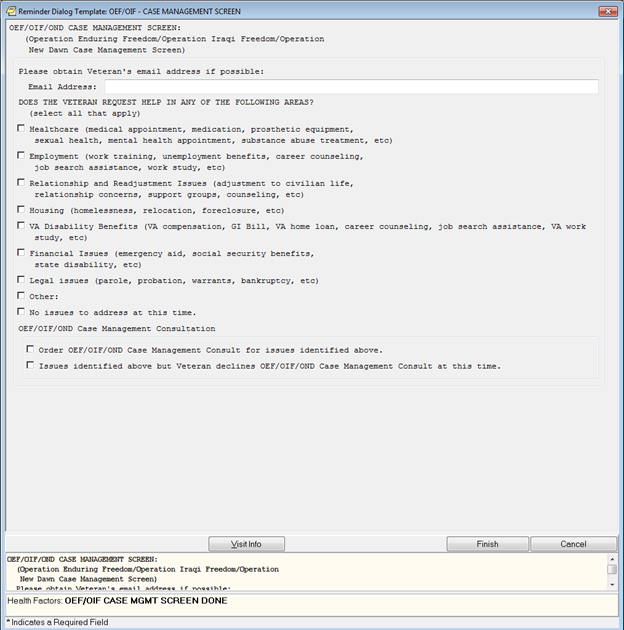 Reminder Dialog Template: OEF/OIF - CASE MANAGEMENT SCREEN
OEF/OIF/OND CASE MANAGEMENT SCREEN:
(Operation Enduring Freedom/Operation Iraqi Freedom/Operation
New Dawn Case Management Screen)
Please obtain Veteran's email address if possible:
Email Address:
DOES THE VETERAN REQUEST HELP IN ANY OF THE FOLLOWING AREAS?
(select all that apply)
Healthcare (medical appointment, medication, prosthetic equipment,
sexual health, mental health appointment, substance abuse treatment, etc)
Employment (work training, unemployment benefits, career counseling,
job search assistance, work study, etc)
Relationship and Readjustment Issues (adjustment to civilian life,
relationship concerns, support groups, counseling, etc)
Housing (homelessness, relocation, foreclosure, etc)
VA Disability Benefits (VA compensation, GI Bill, VA home loan, career counseling, job search assistance, VA work
study, etc)
Financial Issues (emergency aid, social security benefits,
state disability, etc)
Legal issues (parole, probation, warrants, bankruptcy, etc)
Other:
No issues to address at this time.
OEF/OIF/OND Case Management Consultation
Order OEF/OIF/OND Case Management Consult for issues identified above.
Issues identified above but Veteran declines OEF/OIF/OND Case Management Consult at this time.
Visit Info Finish Cancel
OEF/OIF/OND CASE MANAGEMENT SCREEN:
(Operation Enduring Freedom/Operation Iraqi Freedom/Operation
New Dawn Case Management Screen)
Please obtain Veteran's email address if possible:
Health Factors: OEF/OIF CASE MGMT SCREEN DONE
* Indicates a Required Field